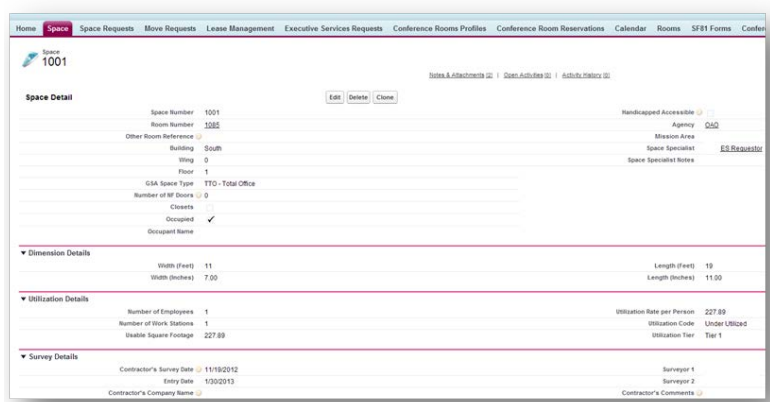 Home Space Space Requests Move Requests Lease Management Executive Services Requests Conference Rooms Profiles Conference Room Reservations Calendar Rooms SF81 Forms Confer
Space
1001
Notes & Attachments [2] | Open Activities [0] | Activity History [0]
Space Detail Edit Delete Clone
Space Number 1001 Handicapped Accessible
Room Number 1085 Agency OAO
Other Room Reference Mission Area
Building South Space Specialist ES Requestor
Wing 0 Space Specialist Notes
Floor 1
GSA Space Type TTO - Total Office
Number of NF Doors 0
Closets
Occupied ✓
Occupant Name
▼ Dimension Details
Width (Feet) 11 Length (Feet) 19
Width (Inches) 7.00 Length (Inches) 11.00
▼ Utilization Details
Number of Employees 1 Utilization Rate per Person 227.89
Number of Work Stations 1 Utilization Code Under Utilized
Usable Square Footage 227.89 Utilization Tier Tier 1
▼ Survey Details
Contractor's Survey Date 11/19/2012 Surveyor 1
Entry Date 1/30/2013 Surveyor 2
Contractor's Company Name Contractor's Comments